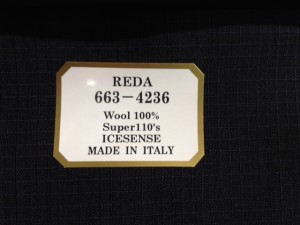 REDA
663-4236
Wool 100%
Super110's
ICESENSE
MADE IN ITALY